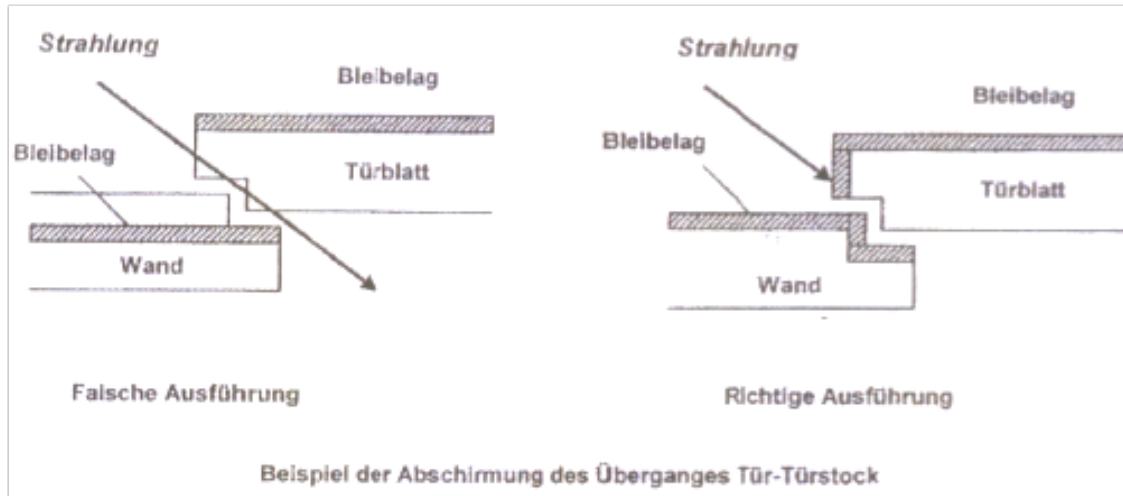 Strahlung
Bleibelag
Bleibelag
Türblatt
Wand
Falsche Ausführung
Strahlung
Bleibelag
Bleibelag
Türblatt
Wand
Richtige Ausführung
Beispiel der Abschirmung des Überganges Tür-Türstock